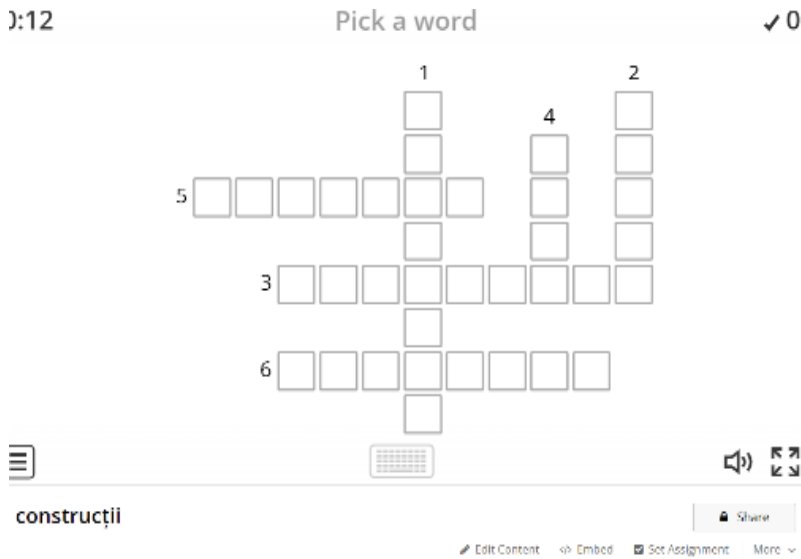 0:12 Pick a word 0
1 2
4
5
3
6
construcții
Share
Edit Content Embed Set Assignment More